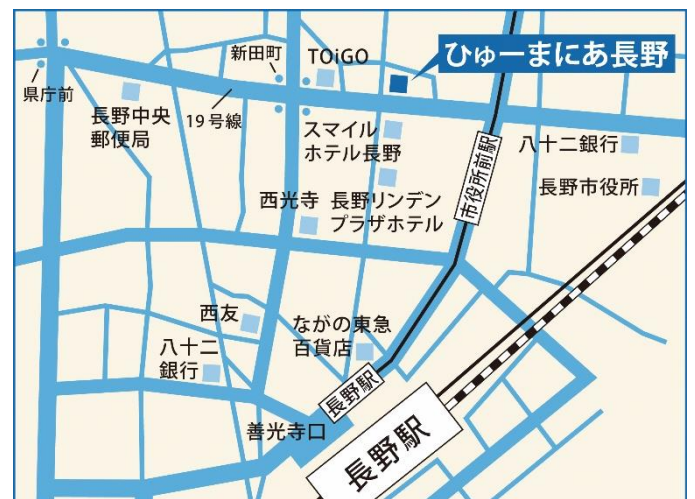 ひゅーまにあ長野
新田町
TOiGO
県庁前
長野中央
郵便局
19号線
スマイル
ホテル長野
八十二銀行
長野市役所
市役所前駅
西光寺
長野リンデン
プラザホテル
西友
八十二
銀行
ながの東急
百貨店
長野駅
善光寺口
長野駅